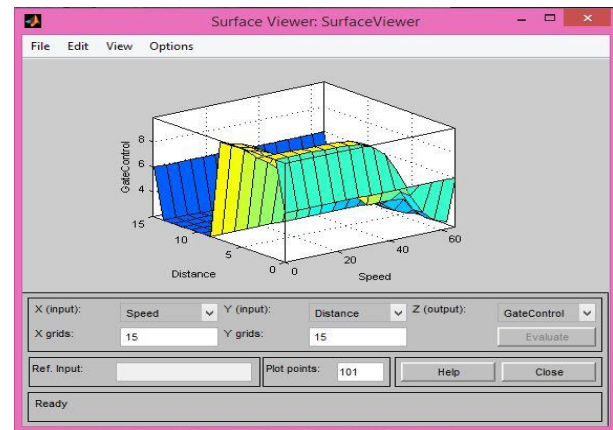 Surface Viewer: SurfaceViewer
File Edit View Options
GateControl
8
6
4
15
10
5
0
0
20
40
60
Distance
Speed
X (input): Speed Y (input): Distance Z (output): GateControl
X grids: 15 Y grids: 15 Evaluate
Ref. Input: Plot points: 101 Help Close
Ready